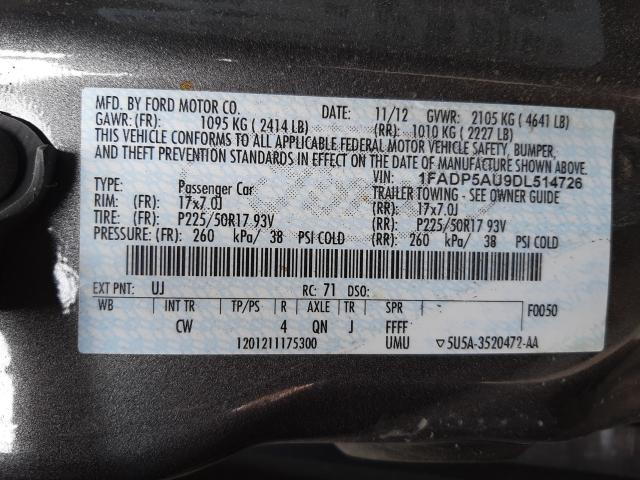 MFD. BY FORD MOTOR CO. DATE: 11/12 GVWR: 2105 KG ( 4641 LB)
GAWR: (FR): 1095 KG ( 2414 LB) (RR): 1010 KG ( 2227 LB)
THIS VEHICLE CONFORMS TO ALL APPLICABLE FEDERAL MOTOR VEHICLE SAFETY, BUMPER,
AND THEFT PREVENTION STANDARDS IN EFFECT ON THE DATE OF MANUFACTURE SHOWN ABOVE.
VIN: 1FADP5AU9DL514726
TYPE: Passenger Car TRAILER TOWING - SEE OWNER GUIDE
RIM: (FR): 17x7.0J (RR): 17x7.0J
TIRE: (FR): P225/50R17 93V (RR): P225/50R17 93V
PRESSURE: (FR): 260 kPa/ 38 PSI COLD (RR): 260 kPa/ 38 PSI COLD
EXT PNT: UJ RC: 71 DSO:
WB INT TR TP/PS R AXLE TR SPR F0050
CW 4 QN J FFFF
1201211175300 UMU ▽5U5A-3520472-AA